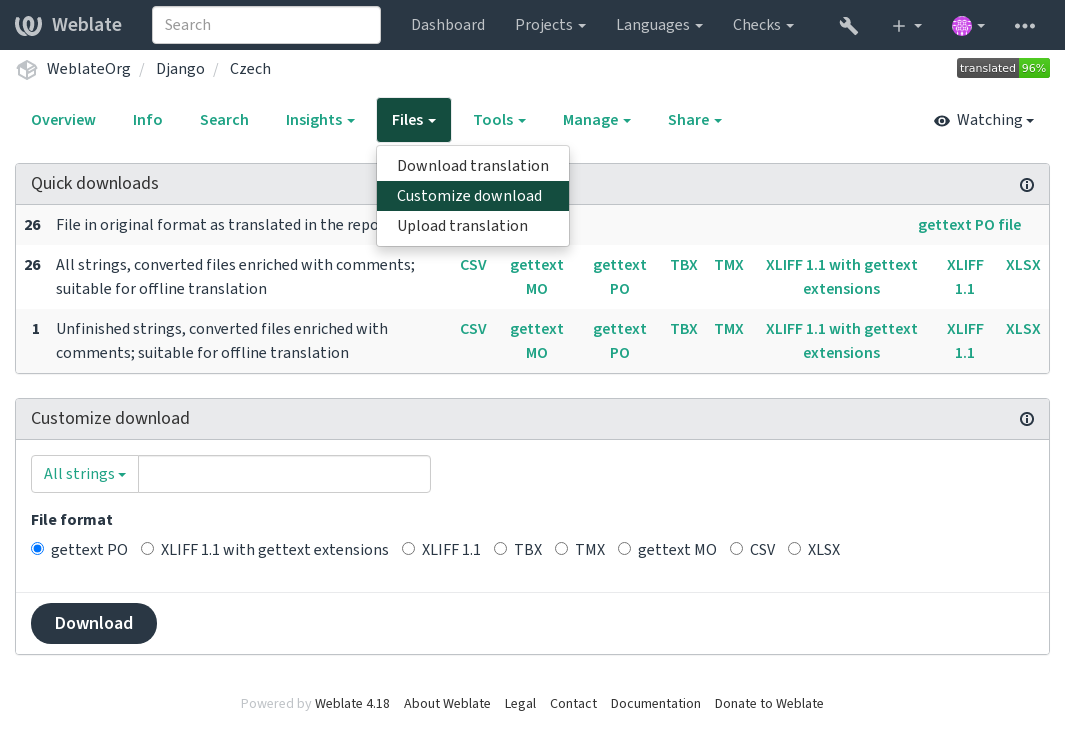 Weblate
Search
Dashboard
Projects
Languages
Checks
WeblateOrg / Django / Czech
translated 96%
Overview
Info
Search
Insights
Files
Tools
Manage
Share
Watching
Download translation
Customize download
Upload translation
Quick downloads
26 File in original format as translated in the repo gettext PO file
26 All strings, converted files enriched with comments; CSV gettext gettext TBX TMX XLIFF 1.1 with gettext XLIFF XLSX
suitable for offline translation MO PO extensions 1.1
1 Unfinished strings, converted files enriched with CSV gettext gettext TBX TMX XLIFF 1.1 with gettext XLIFF XLSX
comments; suitable for offline translation MO PO extensions 1.1
Customize download
All strings
File format
gettext PO XLIFF 1.1 with gettext extensions XLIFF 1.1 TBX TMX gettext MO CSV XLSX
Download
Powered by Weblate 4.18 About Weblate Legal Contact Documentation Donate to Weblate